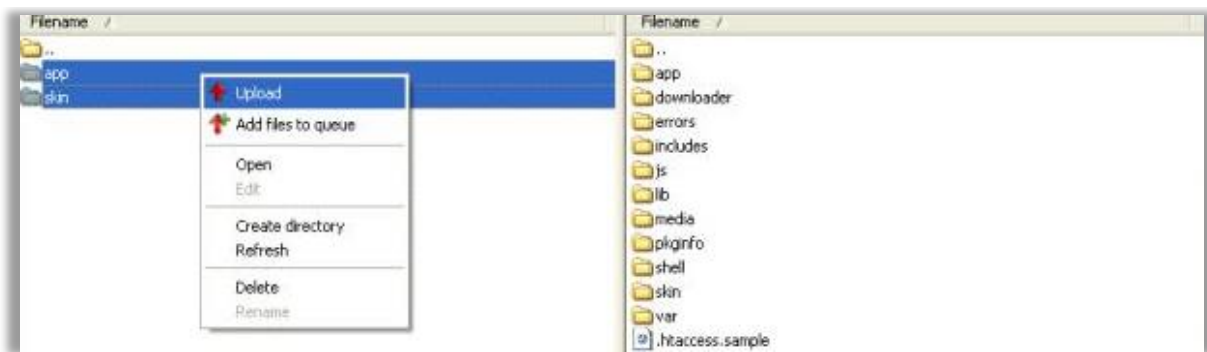 Filename /
..
app
skin
Upload
Add files to queue
Open
Edit
Create directory
Refresh
Delete
Rename
Filename /
..
app
downloader
errors
includes
js
lib
media
pkginfo
shell
skin
var
.htaccess.sample